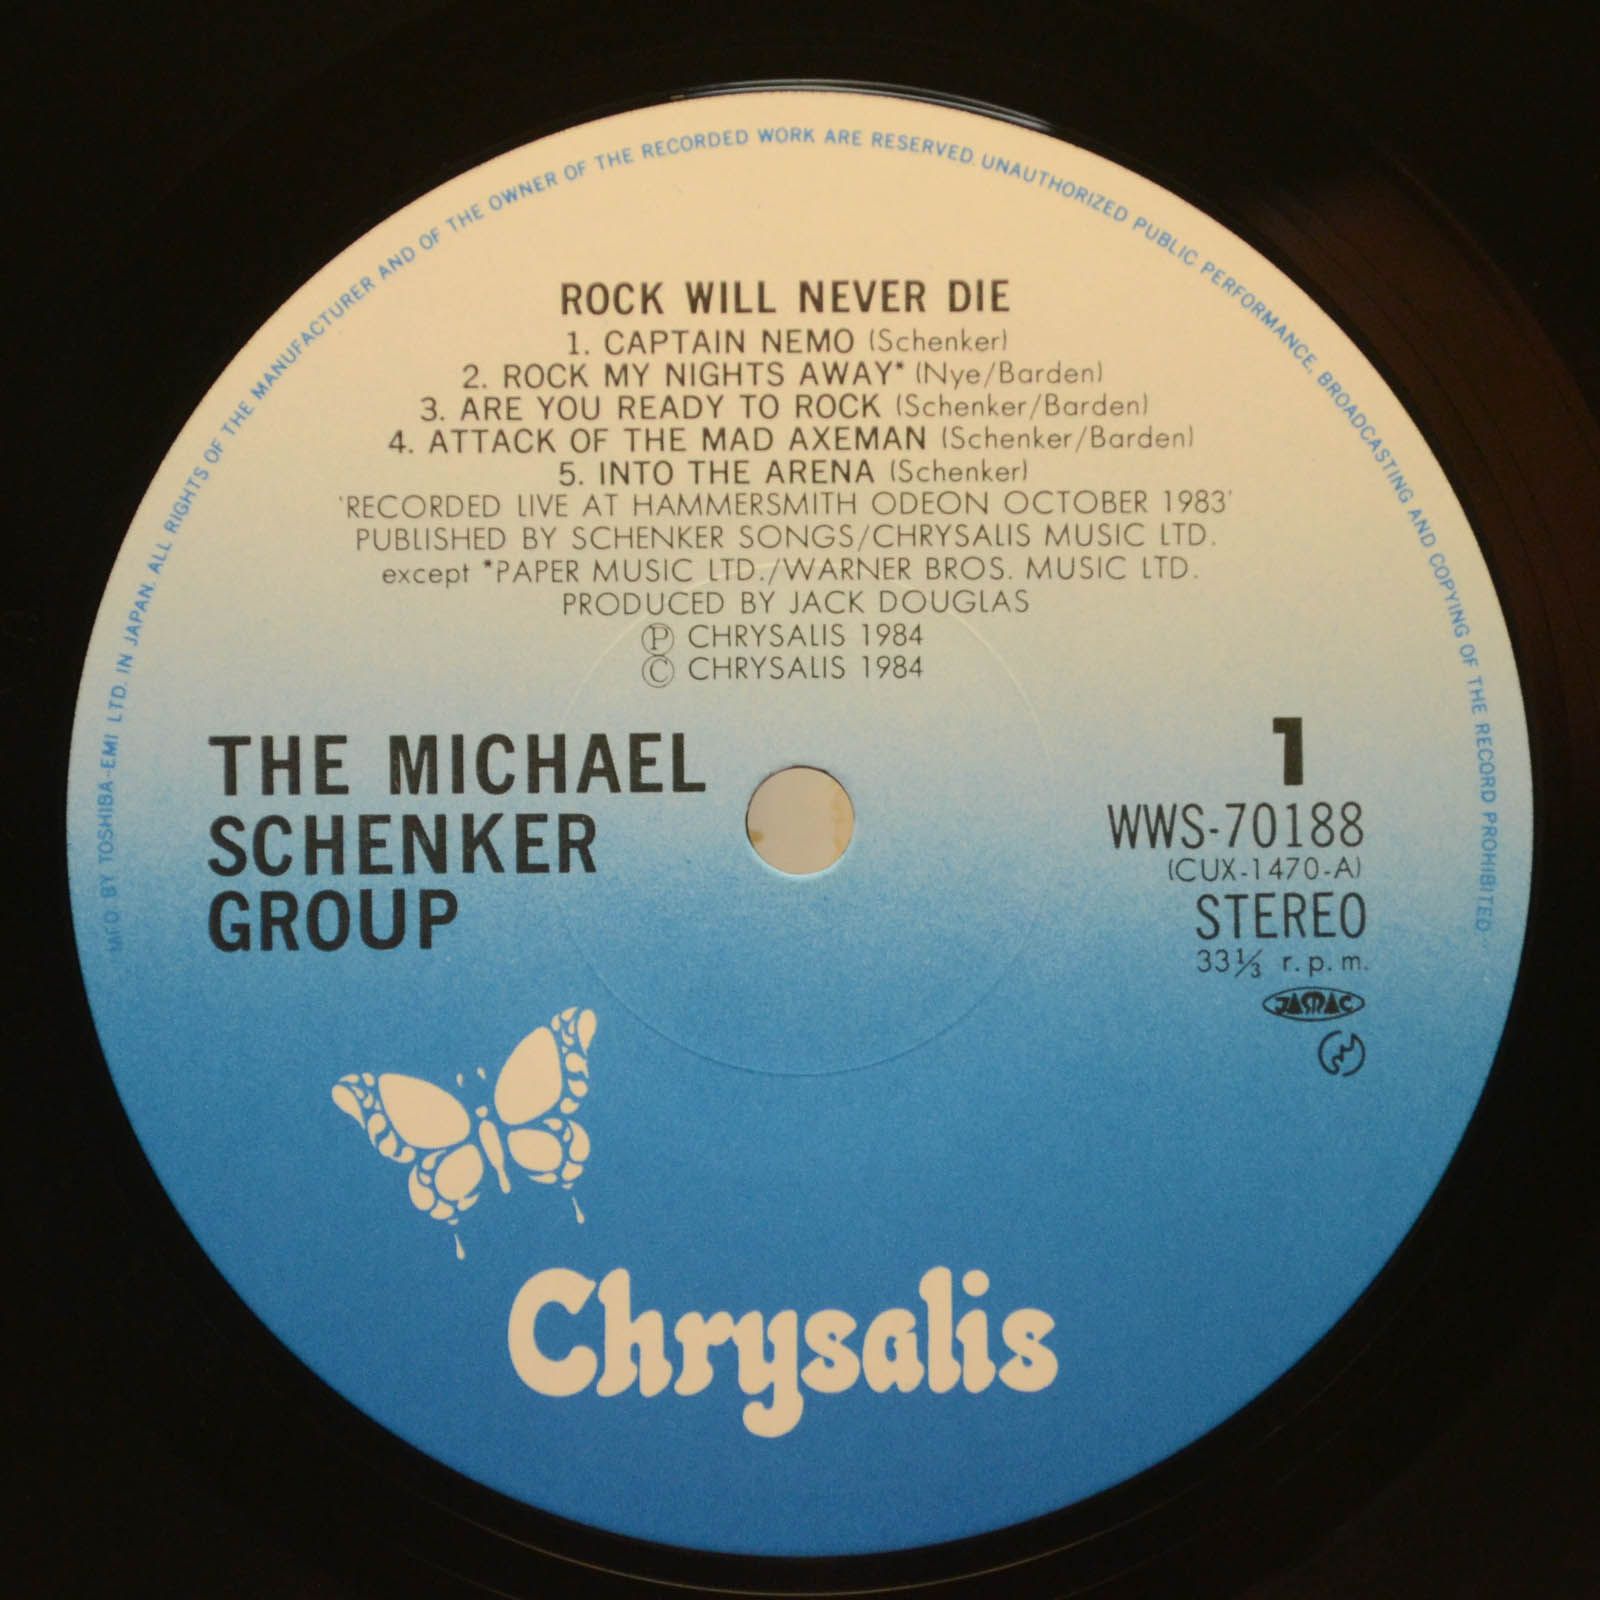 MFD. BY TOSHIBA-EMI LTD. IN JAPAN. ALL RIGHTS OF THE MANUFACTURER AND OF THE OWNER OF THE RECORDED WORK ARE RESERVED. UNAUTHORIZED PUBLIC PERFORMANCE, BROADCASTING AND COPYING OF THE RECORD PROHIBITED.
ROCK WILL NEVER DIE
1. CAPTAIN NEMO (Schenker)
2. ROCK MY NIGHTS AWAY* (Nye/Barden)
3. ARE YOU READY TO ROCK (Schenker/Barden)
4. ATTACK OF THE MAD AXEMAN (Schenker/Barden)
5. INTO THE ARENA (Schenker)
'RECORDED LIVE AT HAMMERSMITH ODEON OCTOBER 1983'
PUBLISHED BY SCHENKER SONGS/CHRYSALIS MUSIC LTD.
except *PAPER MUSIC LTD./WARNER BROS. MUSIC LTD.
PRODUCED BY JACK DOUGLAS
Ⓟ CHRYSALIS 1984
© CHRYSALIS 1984
THE MICHAEL
SCHENKER
GROUP
1
WWS-70188
(CUX-1470-A)
STEREO
33⅓ r.p.m.
JASRAC
Chrysalis